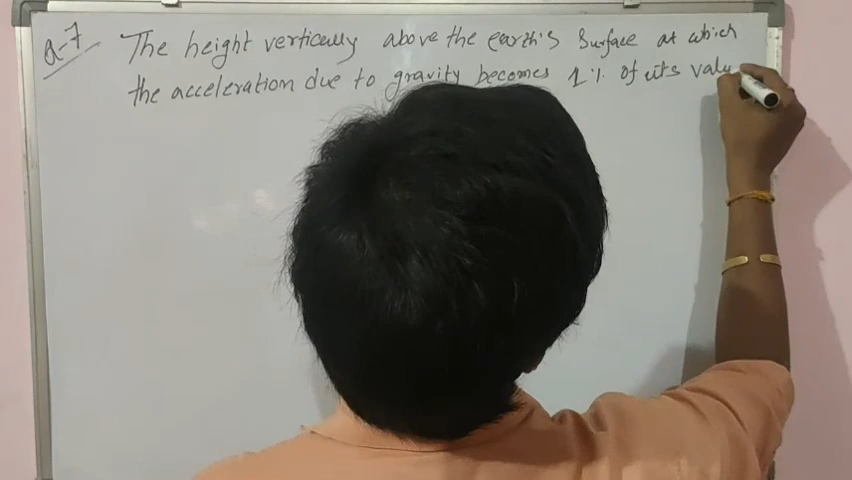 Q-7 The height vertically above the earth's surface at which
the acceleration due to gravity becomes 1% of its valu